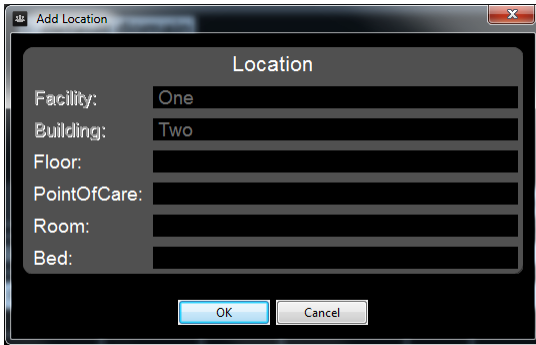 Add Location
Location
Facility: One
Building: Two
Floor:
PointOfCare:
Room:
Bed:
OK Cancel